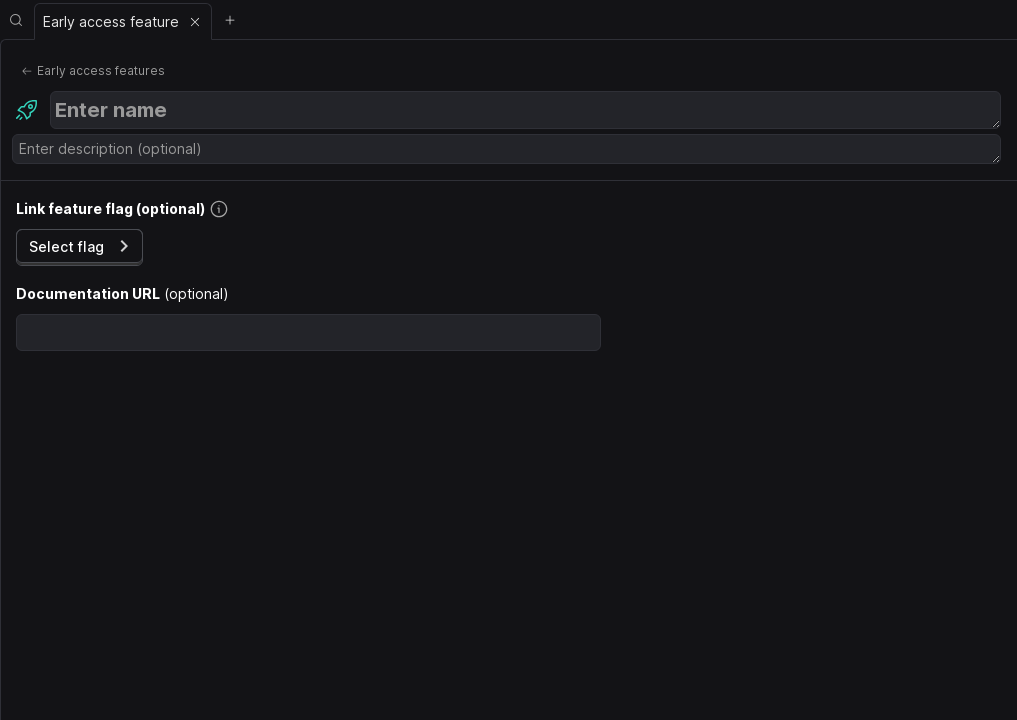 Early access feature
Early access features
Enter name
Enter description (optional)
Link feature flag (optional)
Select flag
Documentation URL (optional)